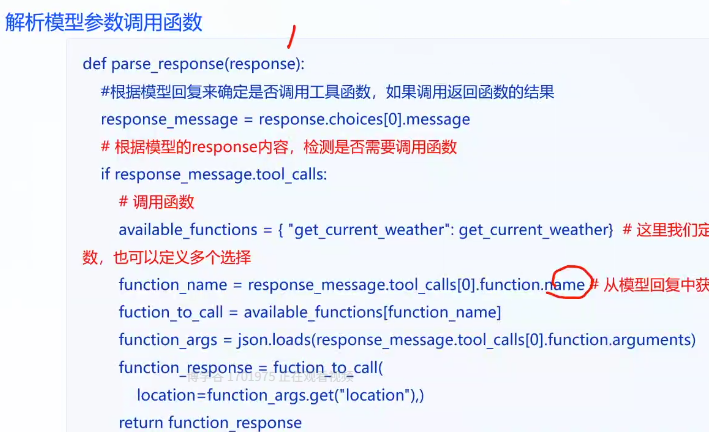 解析模型参数调用函数
def parse_response(response):
#根据模型回复来确定是否调用工具函数，如果调用返回函数的结果
response_message = response.choices[0].message
# 根据模型的response内容，检测是否需要调用函数
if response_message.tool_calls:
# 调用函数
available_functions = { "get_current_weather": get_current_weather} # 这里我们定
数，也可以定义多个选择
function_name = response_message.tool_calls[0].function.name # 从模型回复中获
fuction_to_call = available_functions[function_name]
function_args = json.loads(response_message.tool_calls[0].function.arguments)
function_response = fuction_to_call(
博学谷 1701975 正在观看视频
location=function_args.get("location"),)
return function_response